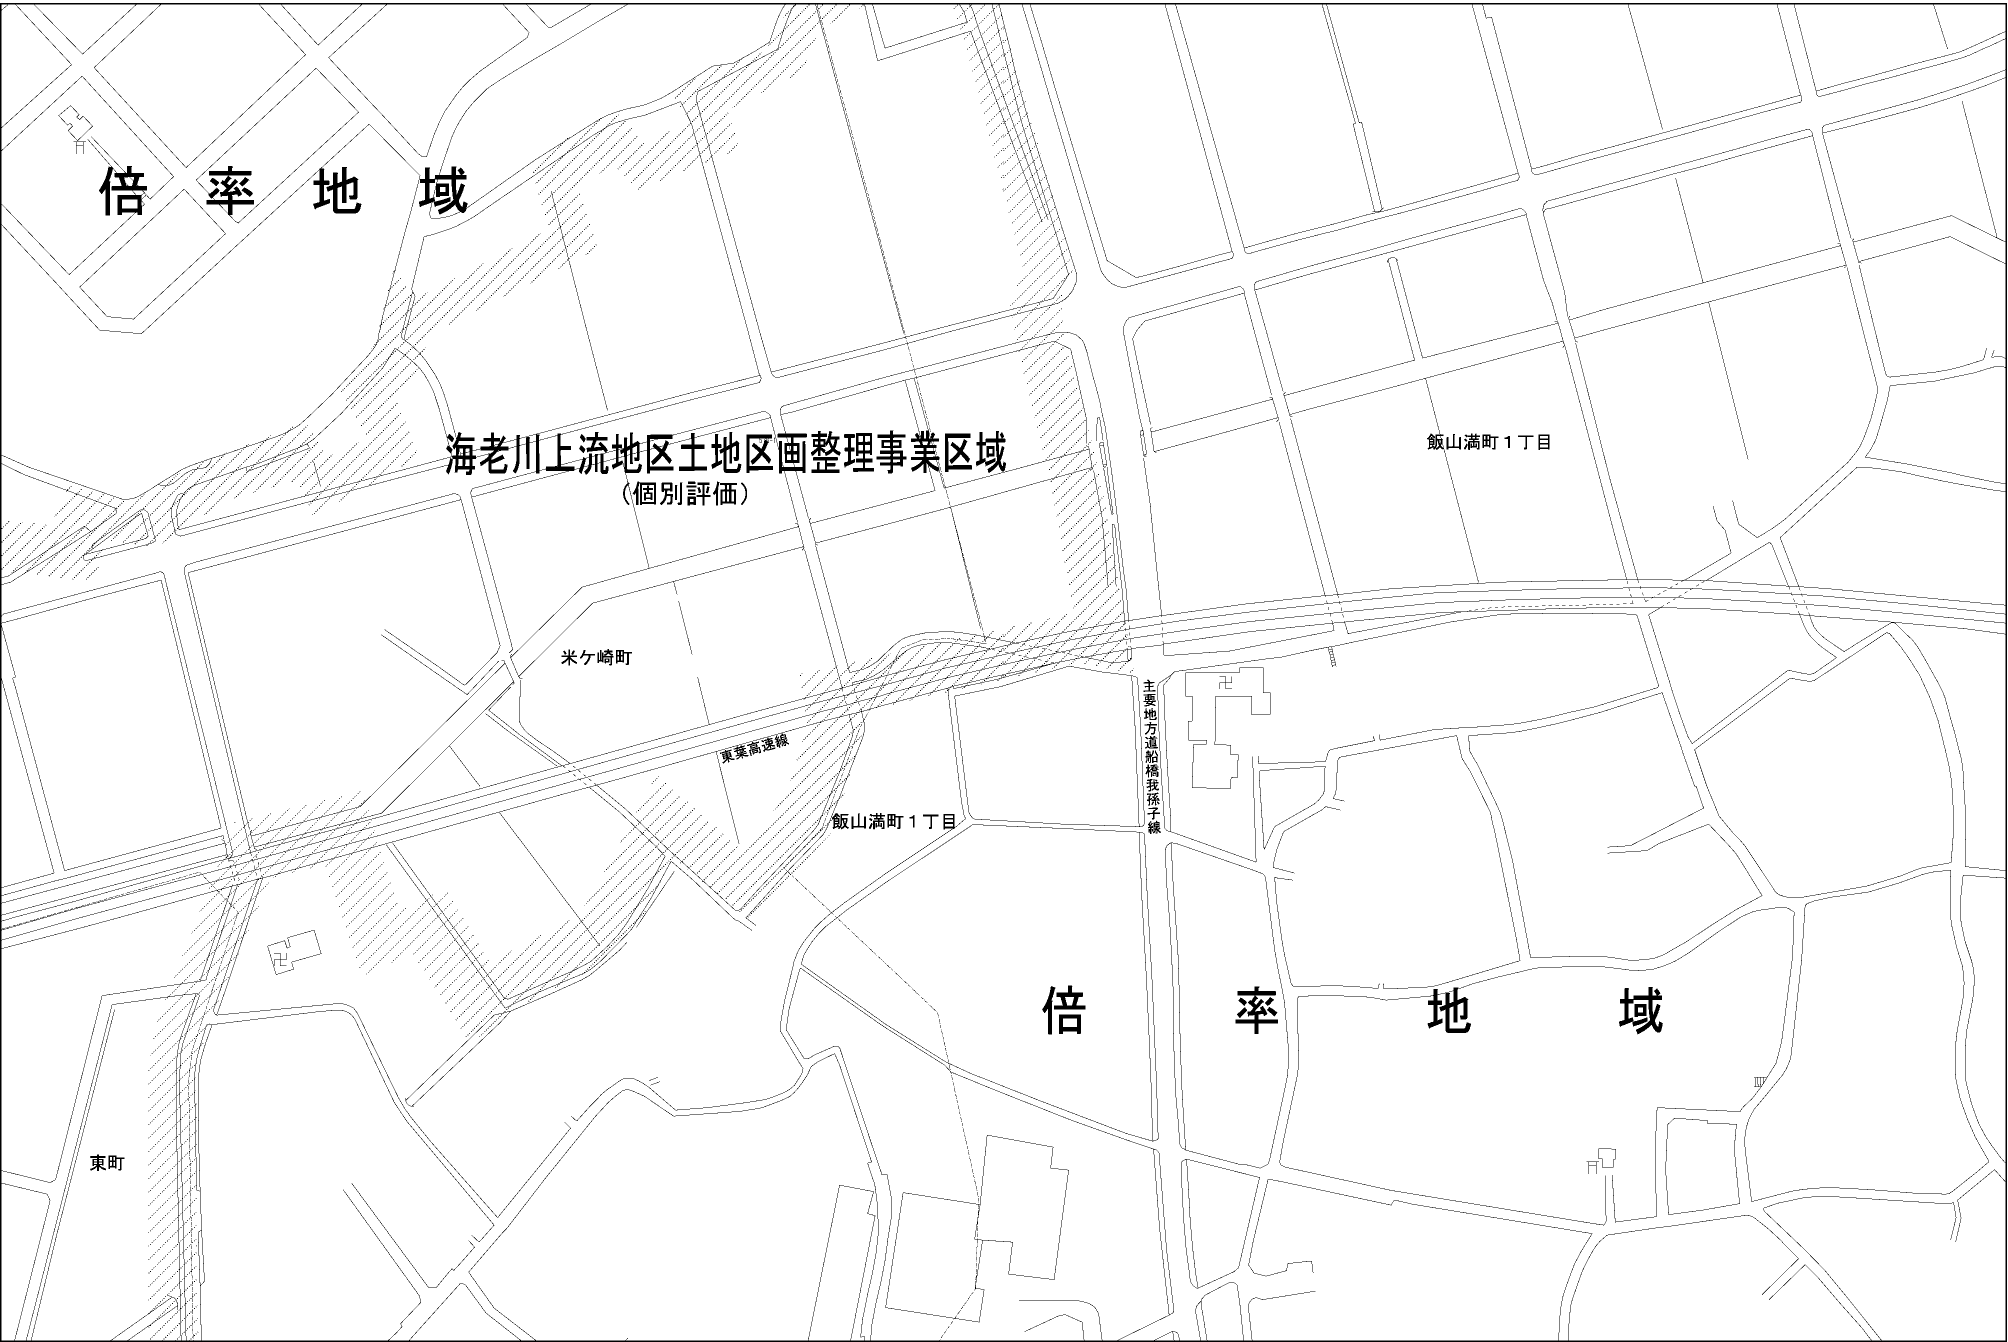 倍率地域
海老川上流地区土地区画整理事業区域
（個別評価）
飯山満町１丁目
米ケ崎町
東葉高速線
主要地方道船橋我孫子線
飯山満町１丁目
倍率地域
東町